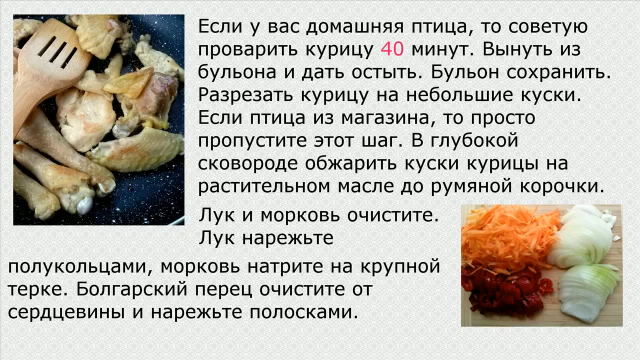 Если у вас домашняя птица, то советую
проварить курицу 40 минут. Вынуть из
бульона и дать остыть. Бульон сохранить.
Разрезать курицу на небольшие куски.
Если птица из магазина, то просто
пропустите этот шаг. В глубокой
сковороде обжарить куски курицы на
растительном масле до румяной корочки.
Лук и морковь очистите.
Лук нарежьте
полукольцами, морковь натрите на крупной
терке. Болгарский перец очистите от
сердцевины и нарежьте полосками.